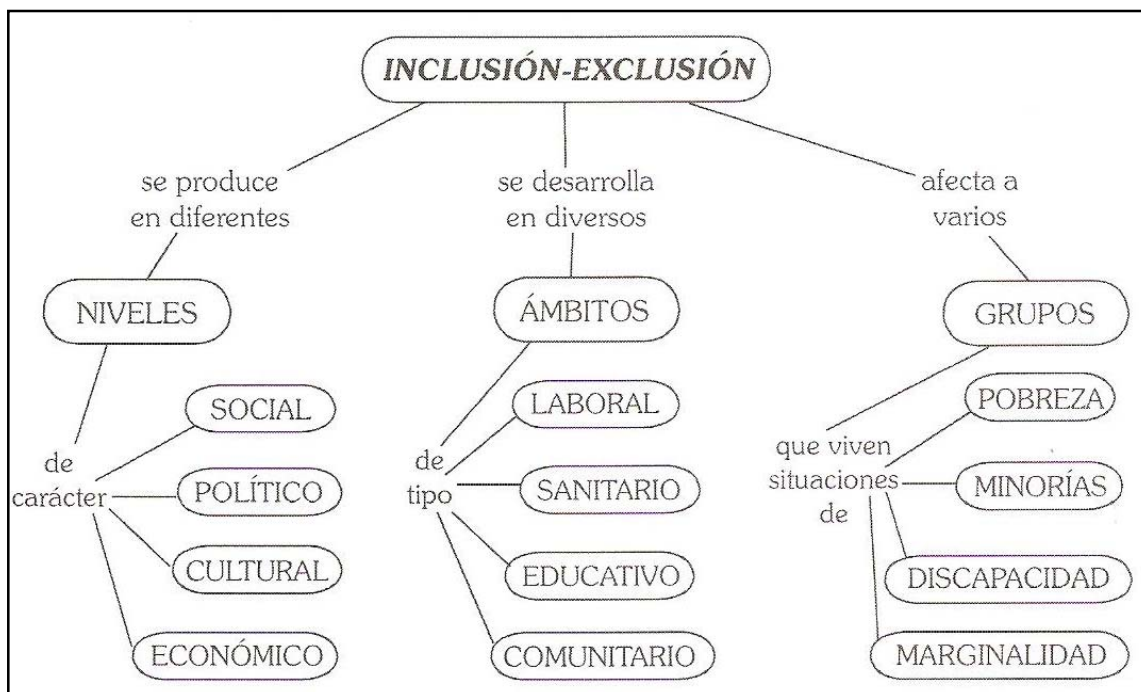 INCLUSIÓN-EXCLUSIÓN
se produce
en diferentes
NIVELES
de
carácter
SOCIAL
POLÍTICO
CULTURAL
ECONÓMICO
se desarrolla
en diversos
ÁMBITOS
de
tipo
LABORAL
SANITARIO
EDUCATIVO
COMUNITARIO
afecta a
varios
GRUPOS
que viven
situaciones
de
POBREZA
MINORÍAS
DISCAPACIDAD
MARGINALIDAD